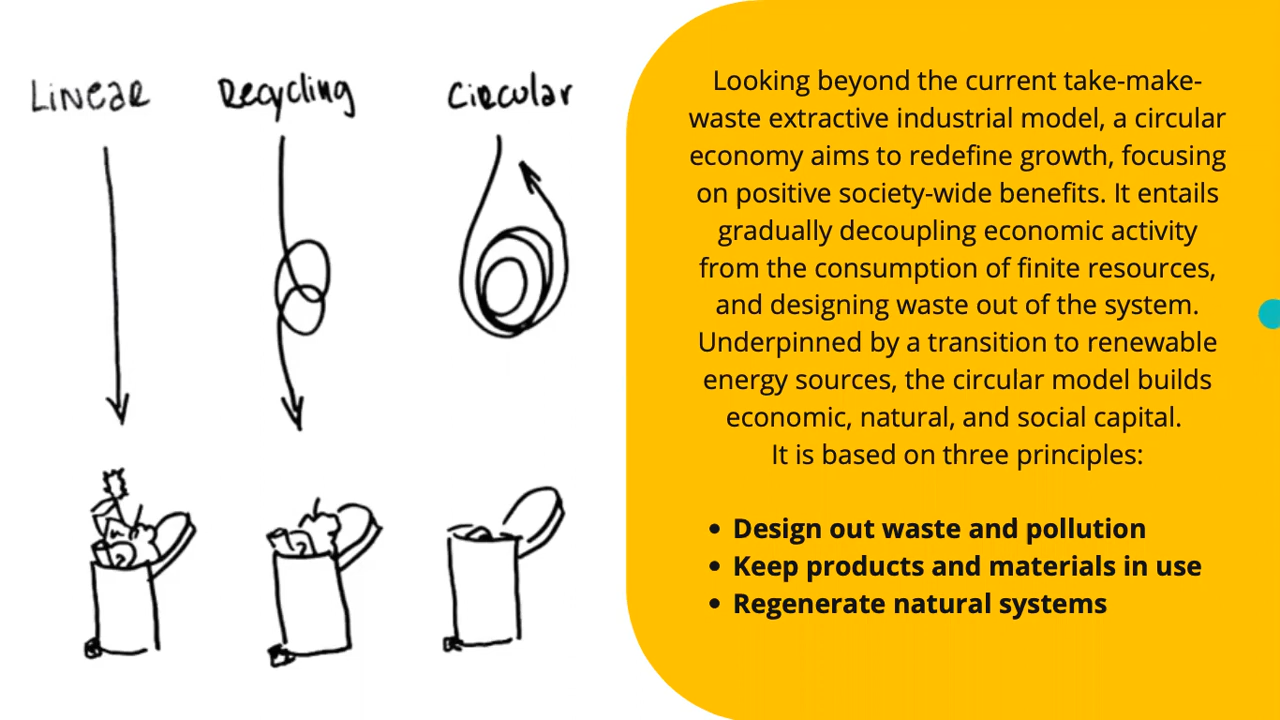 Linear
Recycling
Circular
Looking beyond the current take-make-
waste extractive industrial model, a circular
economy aims to redefine growth, focusing
on positive society-wide benefits. It entails
gradually decoupling economic activity
from the consumption of finite resources,
and designing waste out of the system.
Underpinned by a transition to renewable
energy sources, the circular model builds
economic, natural, and social capital.
It is based on three principles:
• Design out waste and pollution
• Keep products and materials in use
• Regenerate natural systems